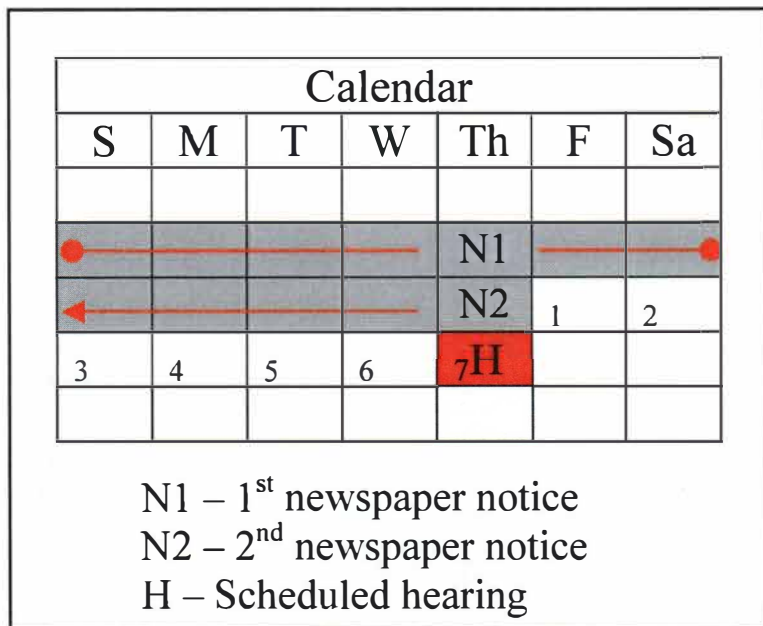 Calendar
S M T W Th F Sa
N1
N2 1 2
3 4 5 6 7H
N1 – 1st newspaper notice
N2 – 2nd newspaper notice
H – Scheduled hearing